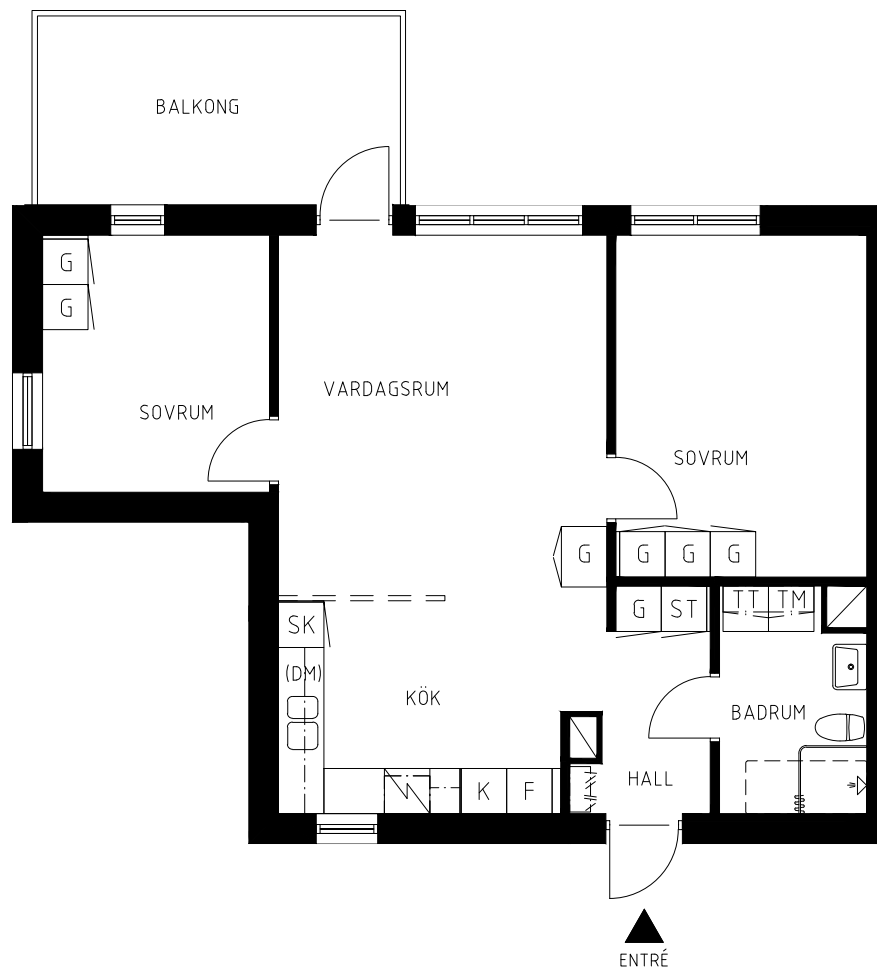 BALKONG
G
G
VARDAGSRUM
SOVRUM
SOVRUM
G
G G G
G ST
TT TM
SK
(DM)
KÖK
BADRUM
HALL
K F
ENTRÉ